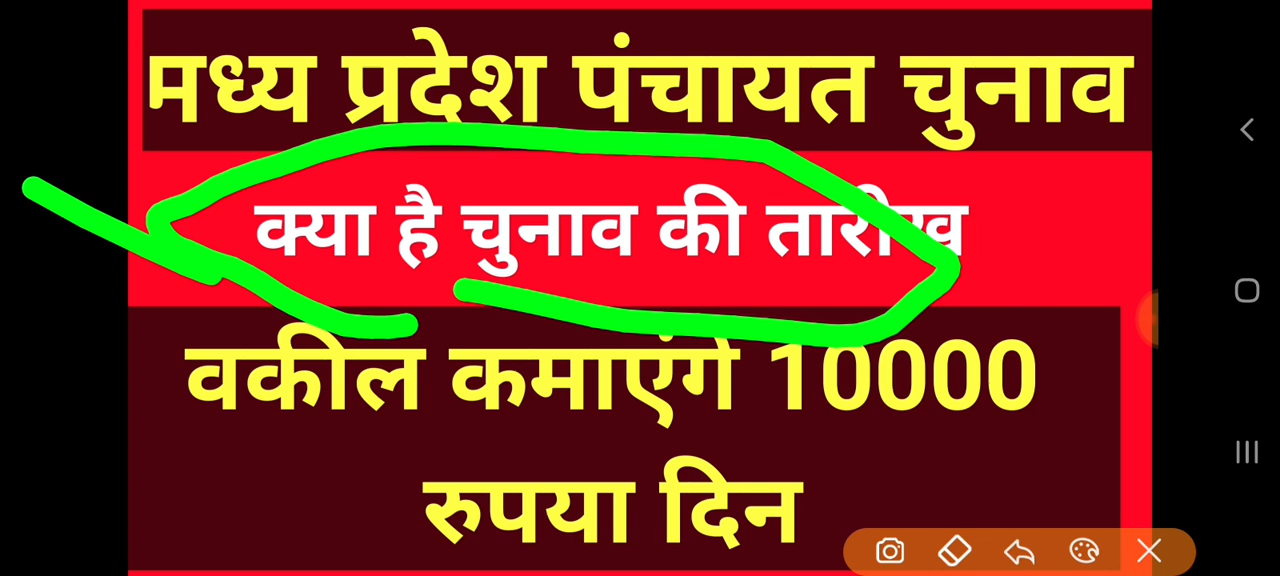 मध्य प्रदेश पंचायत चुनाव
क्या है चुनाव की तारीख
वकील कमाएंगे 10000
रुपया दिन